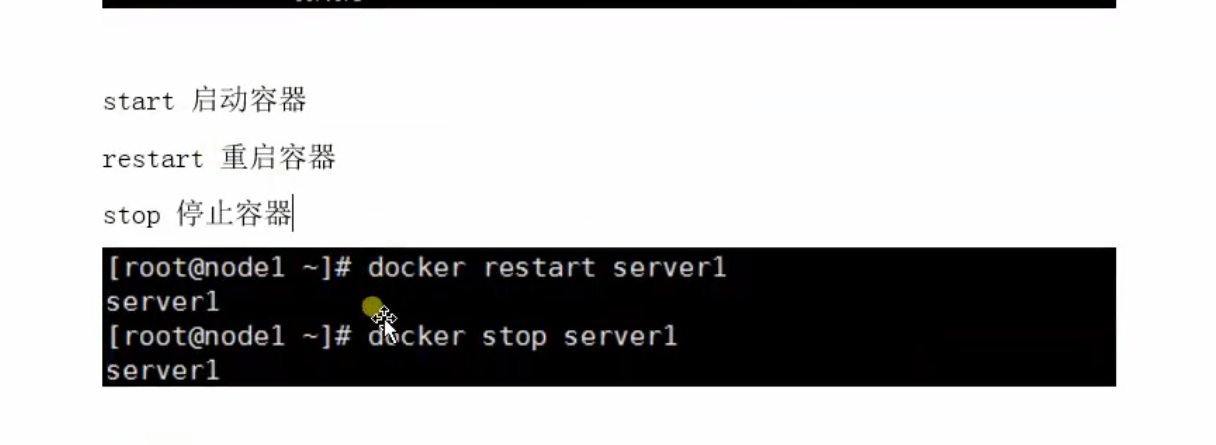 start 启动容器
restart 重启容器
stop 停止容器
[root@node1 ~]# docker restart server1
server1
[root@node1 ~]# docker stop server1
server1